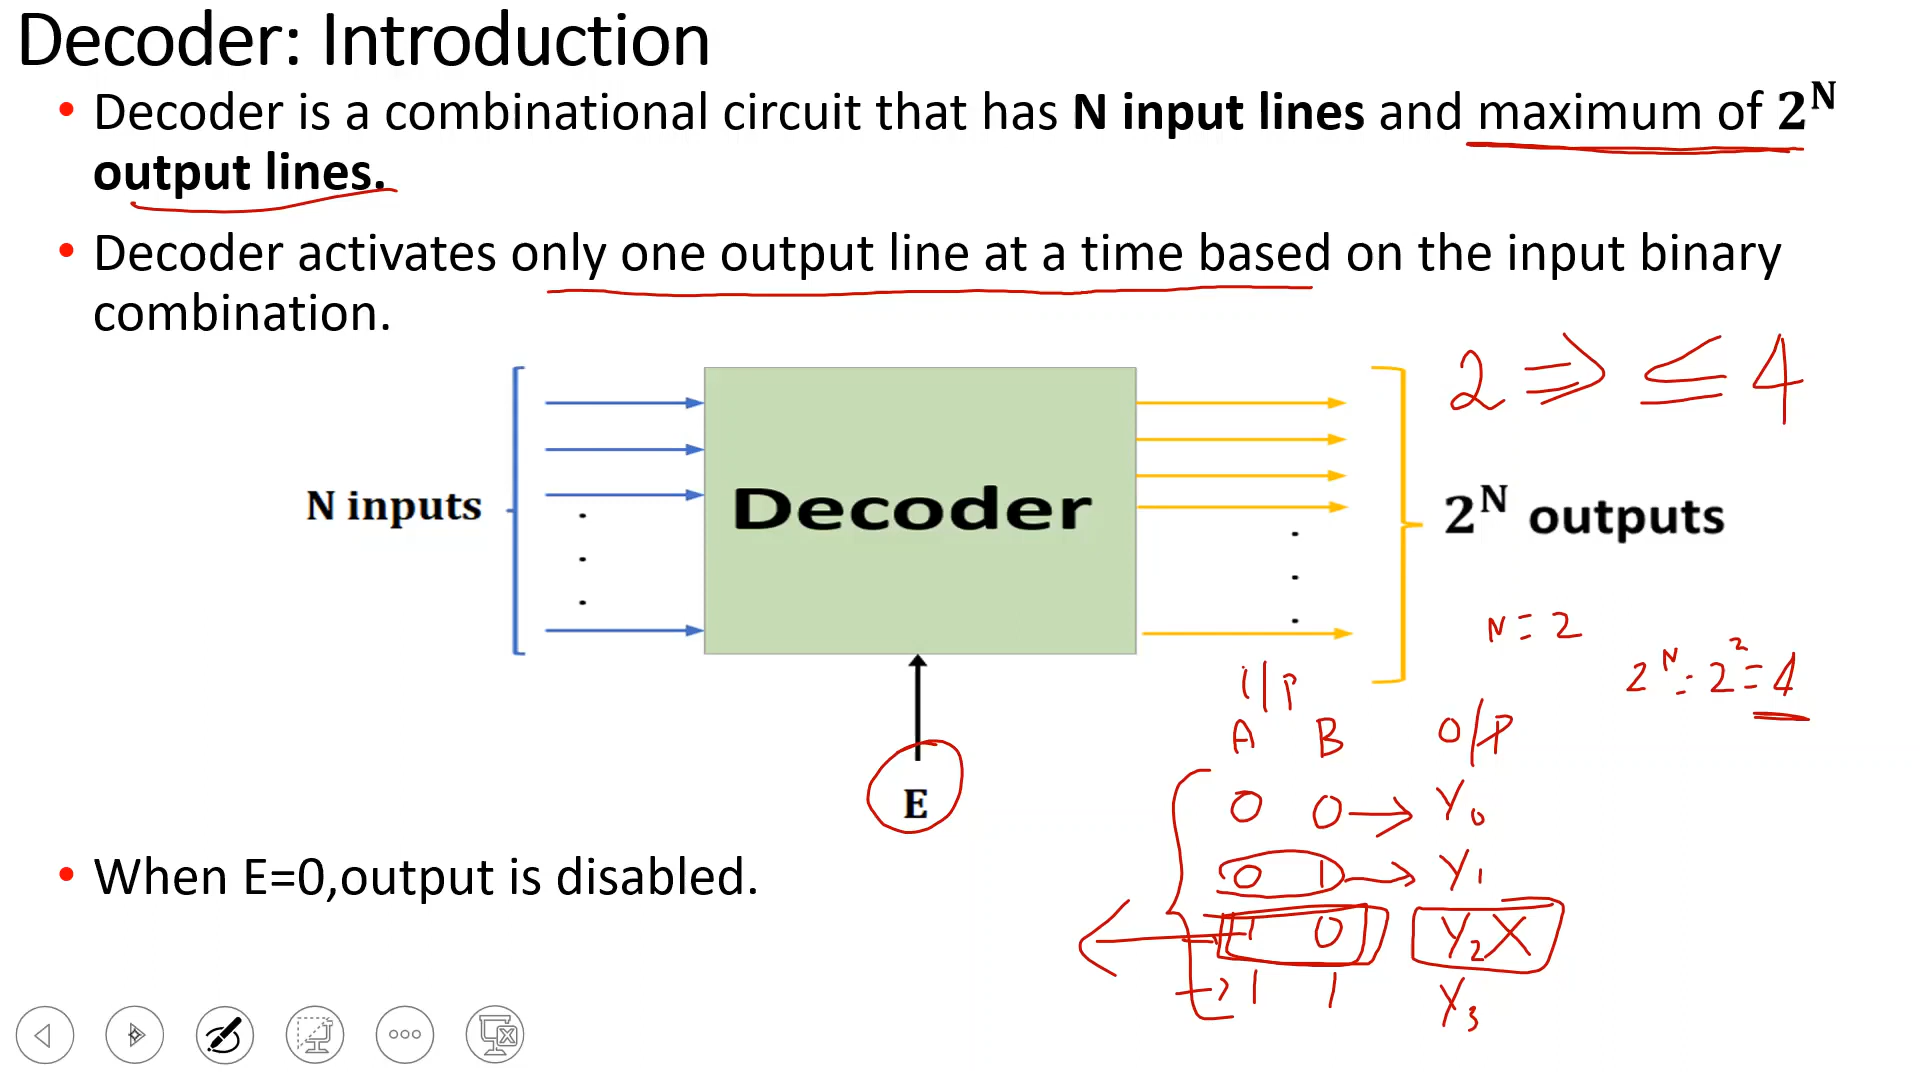 Decoder: Introduction
• Decoder is a combinational circuit that has N input lines and maximum of 2^N
output lines.
• Decoder activates only one output line at a time based on the input binary
combination.
2 ⇒ ≤ 4
N inputs
Decoder
2^N outputs
N = 2
2^N = 2^2 = 4
E
i/p
A B O/P
0 0 → Y0
0 1 → Y1
1 0 Y2 X
→ 1 1 Y3
• When E=0,output is disabled.